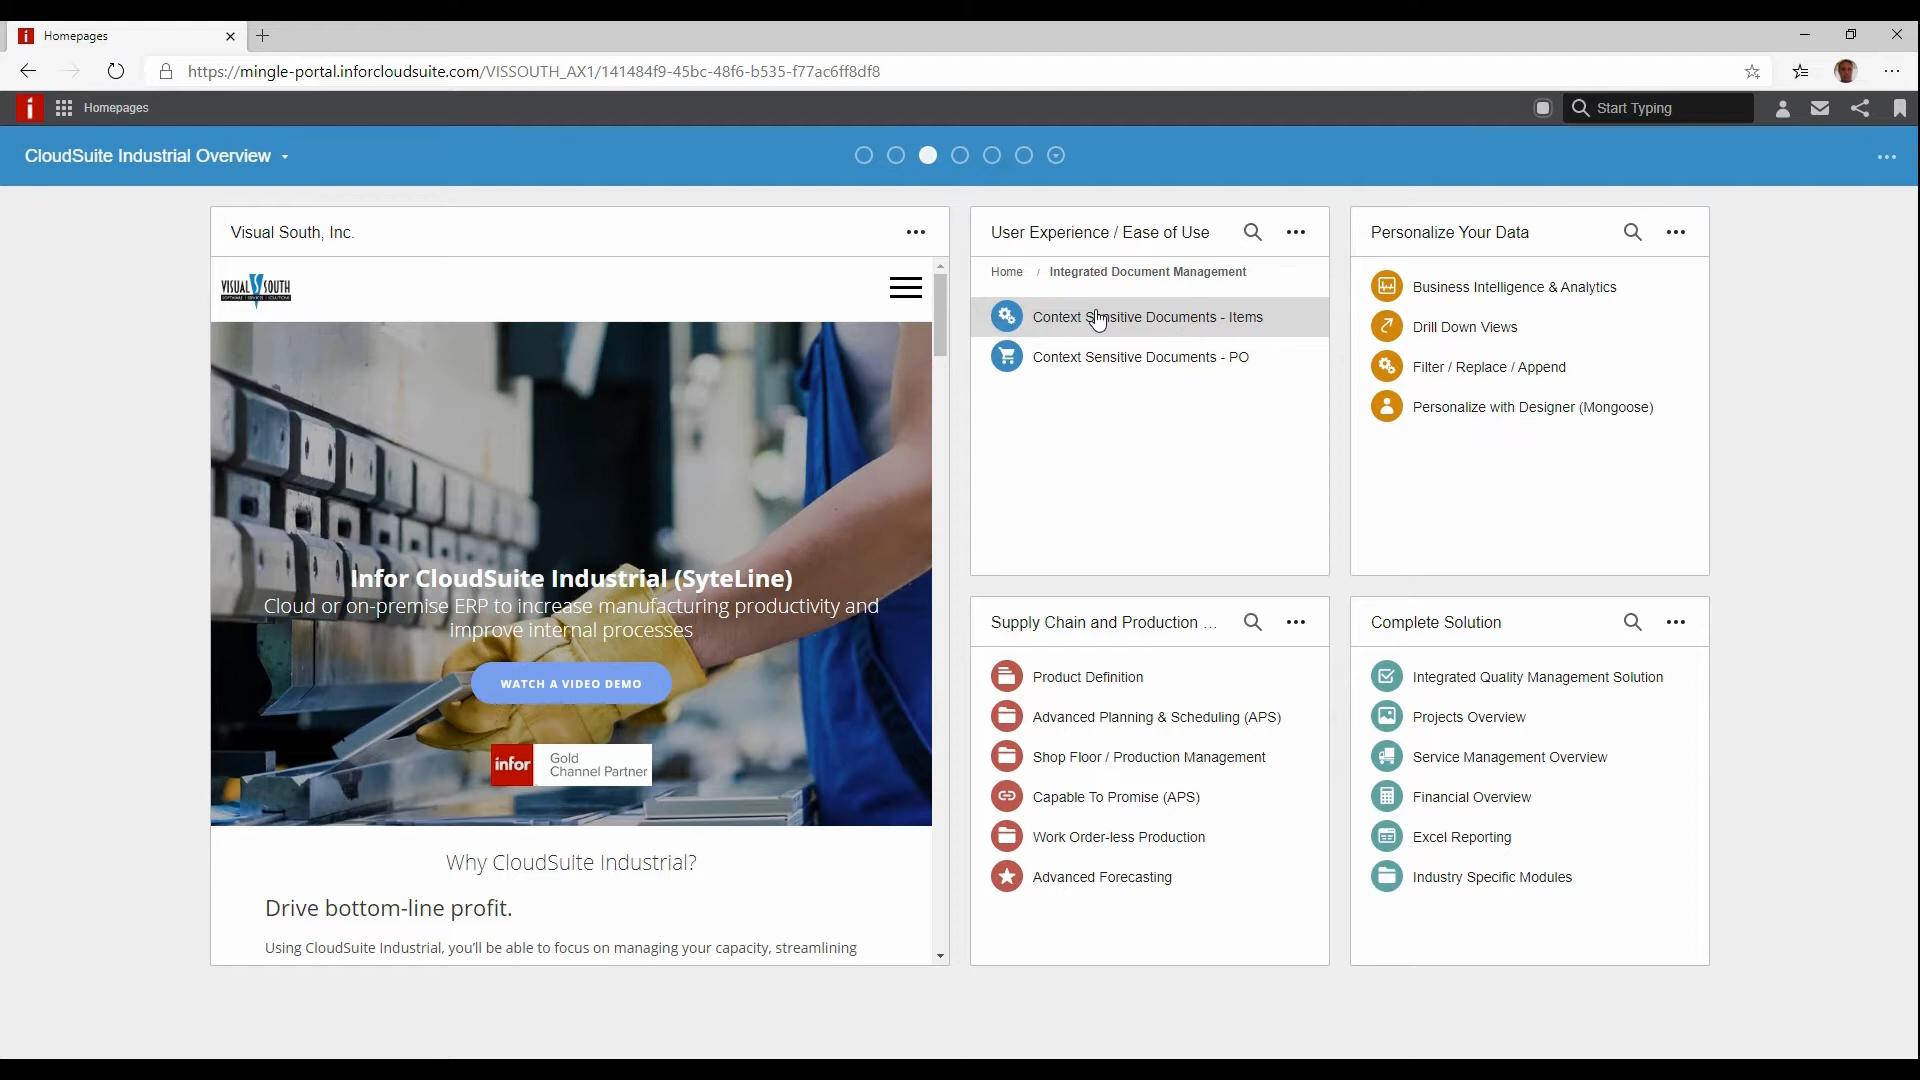 Homepages
https://mingle-portal.inforcloudsuite.com/VISSOUTH_AX1/141484f9-45bc-48f6-b535-f77ac6ff8df8
Homepages
Start Typing
CloudSuite Industrial Overview
Visual South, Inc.
VISUAL SOUTH
Infor CloudSuite Industrial (SyteLine)
Cloud or on-premise ERP to increase manufacturing productivity and
improve internal processes
WATCH A VIDEO DEMO
infor
Gold
Channel Partner
Why CloudSuite Industrial?
Drive bottom-line profit.
Using CloudSuite Industrial, you'll be able to focus on managing your capacity, streamlining
User Experience / Ease of Use
Home / Integrated Document Management
Context Sensitive Documents - Items
Context Sensitive Documents - PO
Personalize Your Data
Business Intelligence & Analytics
Drill Down Views
Filter / Replace / Append
Personalize with Designer (Mongoose)
Supply Chain and Production ...
Product Definition
Advanced Planning & Scheduling (APS)
Shop Floor / Production Management
Capable To Promise (APS)
Work Order-less Production
Advanced Forecasting
Complete Solution
Integrated Quality Management Solution
Projects Overview
Service Management Overview
Financial Overview
Excel Reporting
Industry Specific Modules